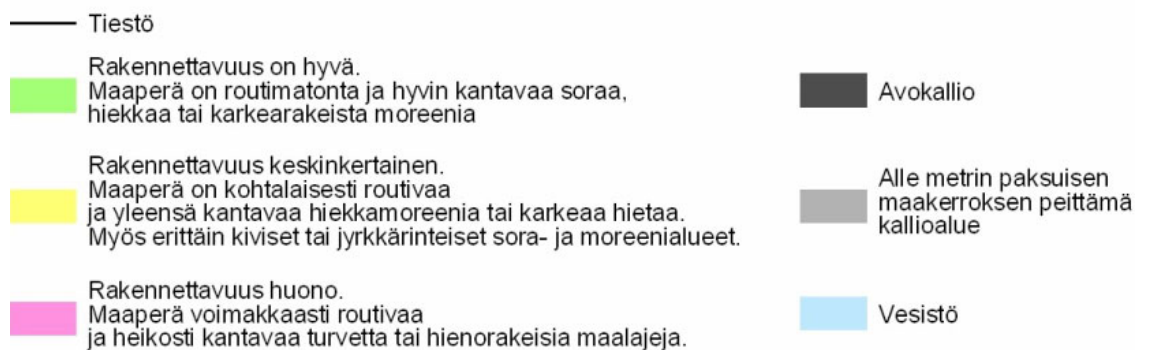 Tiestö
Rakennettavuus on hyvä.
Maaperä on routimatonta ja hyvin kantavaa soraa,
hiekkaa tai karkearakeista moreenia
Rakennettavuus keskinkertainen.
Maaperä on kohtalaisesti routivaa
ja yleensä kantavaa hiekkamoreenia tai karkeaa hietaa.
Myös erittäin kiviset tai jyrkkärinteiset sora- ja moreenialueet.
Rakennettavuus huono.
Maaperä voimakkaasti routivaa
ja heikosti kantavaa turvetta tai hienorakeisia maalajeja.
Avokallio
Alle metrin paksuisen
maakerroksen peittämä
kallioalue
Vesistö